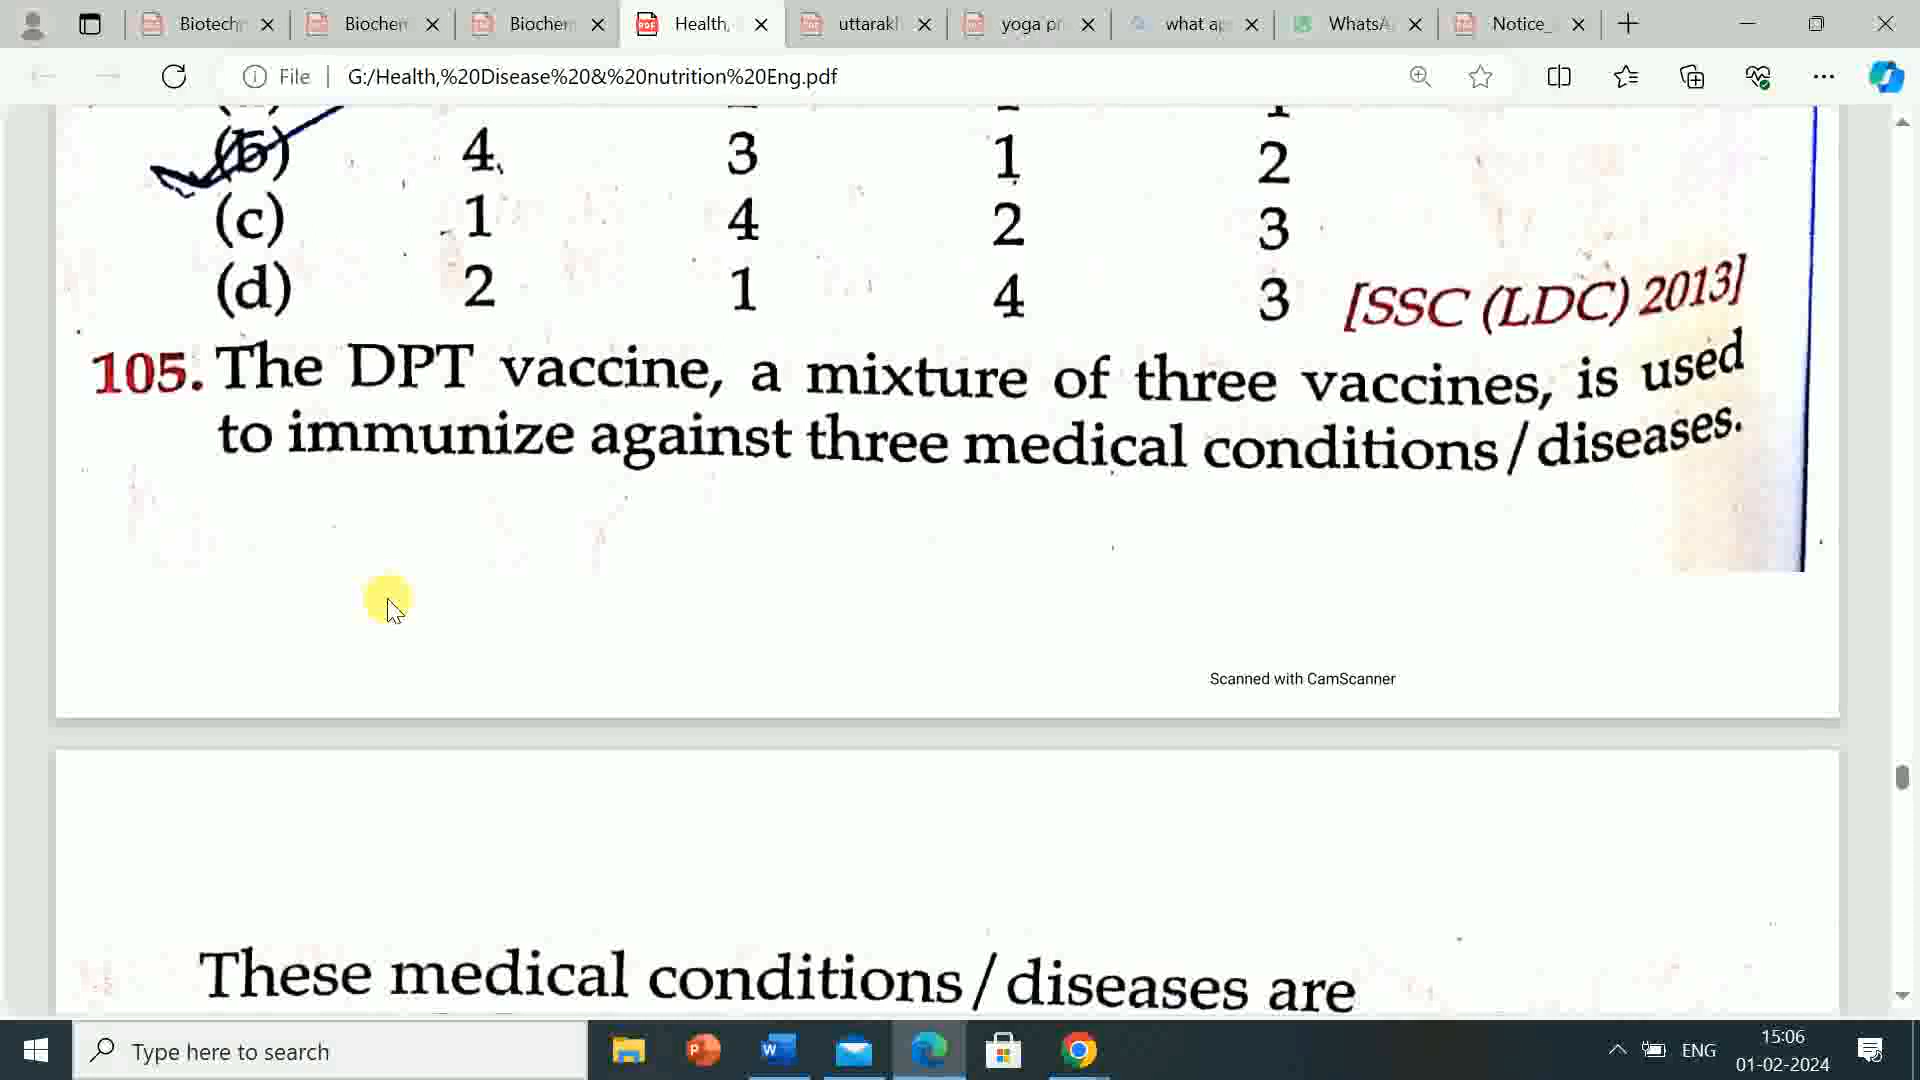 Biotech Biochem Biochem Health, uttarakl yoga pr what ap WhatsA Notice_
File G:/Health,%20Disease%20&%20nutrition%20Eng.pdf
(b) 4 3 1 2
(c) 1 4 2 3
(d) 2 1 4 3 [SSC (LDC) 2013]
105. The DPT vaccine, a mixture of three vaccines, is used
to immunize against three medical conditions/diseases.
Scanned with CamScanner
These medical conditions/diseases are
Type here to search
ENG
15:06
01-02-2024